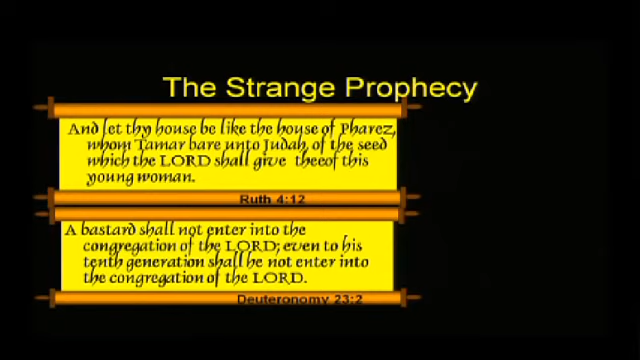 The Strange Prophecy
And let thy house be like the house of Pharez,
whom Tamar bare unto Judah, of the seed
which the LORD shall give theeof this
young woman.
Ruth 4:12
A bastard shall not enter into the
congregation of the LORD; even to his
tenth generation shall he not enter into
the congregation of the LORD.
Deuteronomy 23:2